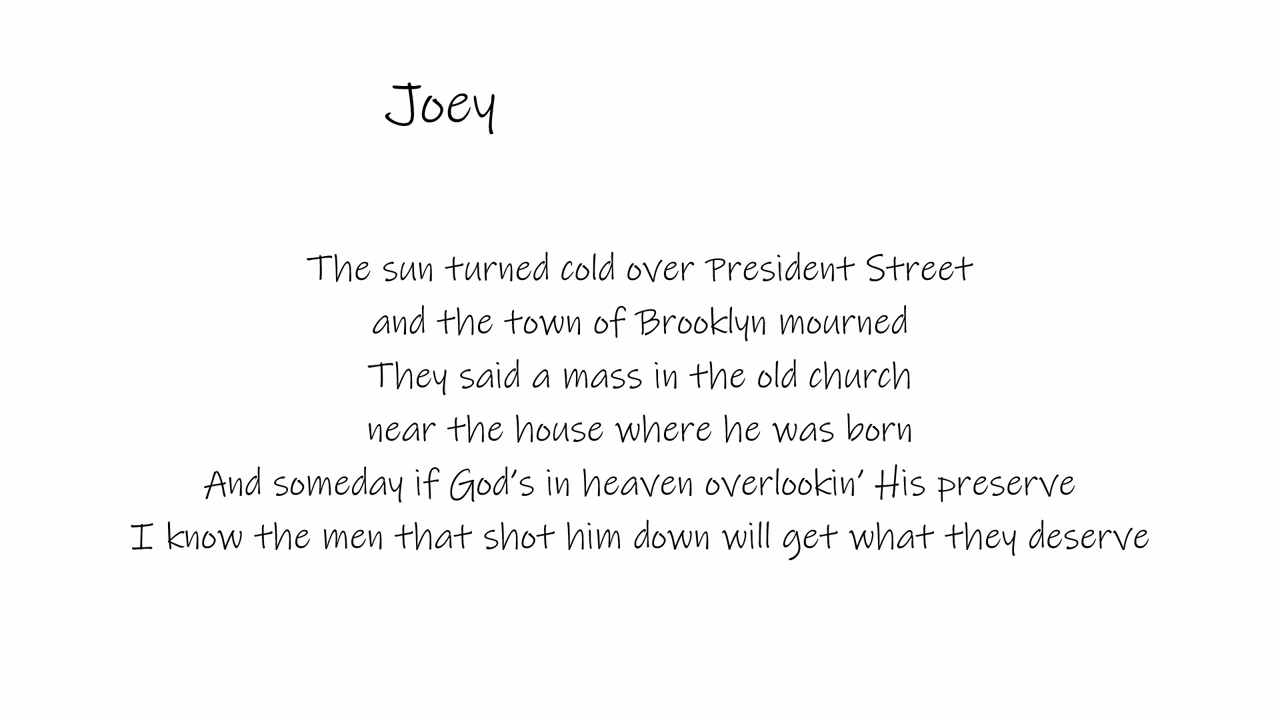 Joey
The sun turned cold over President Street
and the town of Brooklyn mourned
They said a mass in the old church
near the house where he was born
And someday if God's in heaven overlookin' His preserve
I know the men that shot him down will get what they deserve